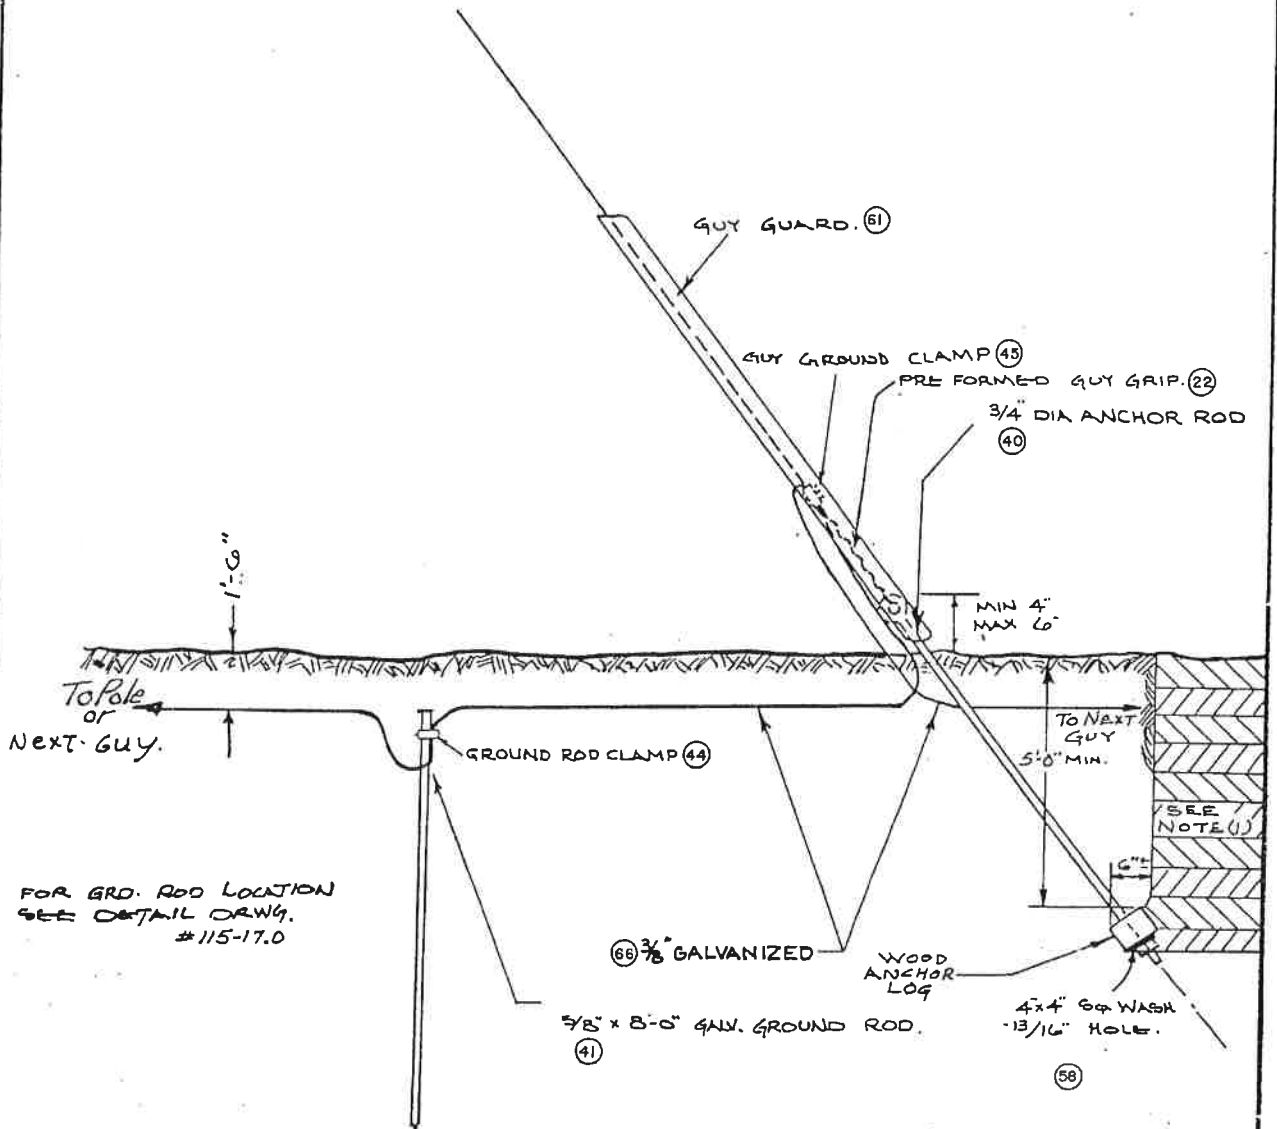 GUY GUARD. 61
GUY GROUND CLAMP 45
PRE FORMED GUY GRIP. 22
3/4" DIA ANCHOR ROD
40
1'-6"
MIN 4"
MAX 6"
To Pole
or
Next. Guy.
TO NEXT
GUY
GROUND ROD CLAMP 44
5'-0" MIN.
SEE
NOTE (1)
6"±
FOR GRD. ROD LOCATION
SEE DETAIL DRWG.
#115-17.0
66 3/8" GALVANIZED
WOOD
ANCHOR
LOG
4"x4" SQ WASH
-13/16" HOLE.
5/8" x 8'-0" GALV. GROUND ROD.
41
58